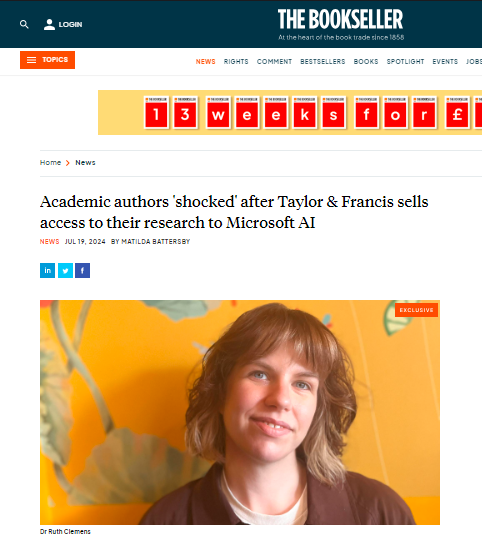 LOGIN
THE BOOKSELLER
At the heart of the book trade since 1858
TOPICS
NEWS RIGHTS COMMENT BESTSELLERS BOOKS SPOTLIGHT EVENTS JOBS
13 weeks for £
Home > News
Academic authors 'shocked' after Taylor & Francis sells
access to their research to Microsoft AI
NEWS JUL 19, 2024 BY MATILDA BATTERSBY
in f
EXCLUSIVE
Dr Ruth Clemens